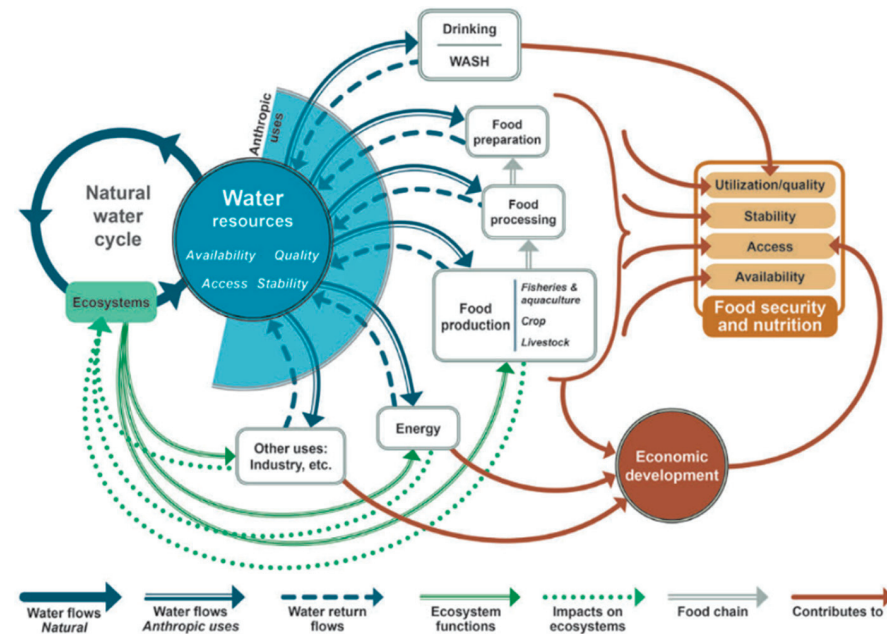 Drinking
WASH
Anthropic
uses
Food
preparation
Natural
water
cycle
Water
resources
Availability Quality
Access Stability
Food
processing
Utilization/quality
Stability
Access
Availability
Food security
and nutrition
Ecosystems
Food
production
Fisheries &
aquaculture
Crop
Livestock
Other uses:
Industry, etc.
Energy
Economic
development
Water flows
Natural
Water flows
Anthropic uses
Water return
flows
Ecosystem
functions
Impacts on
ecosystems
Food chain
Contributes to